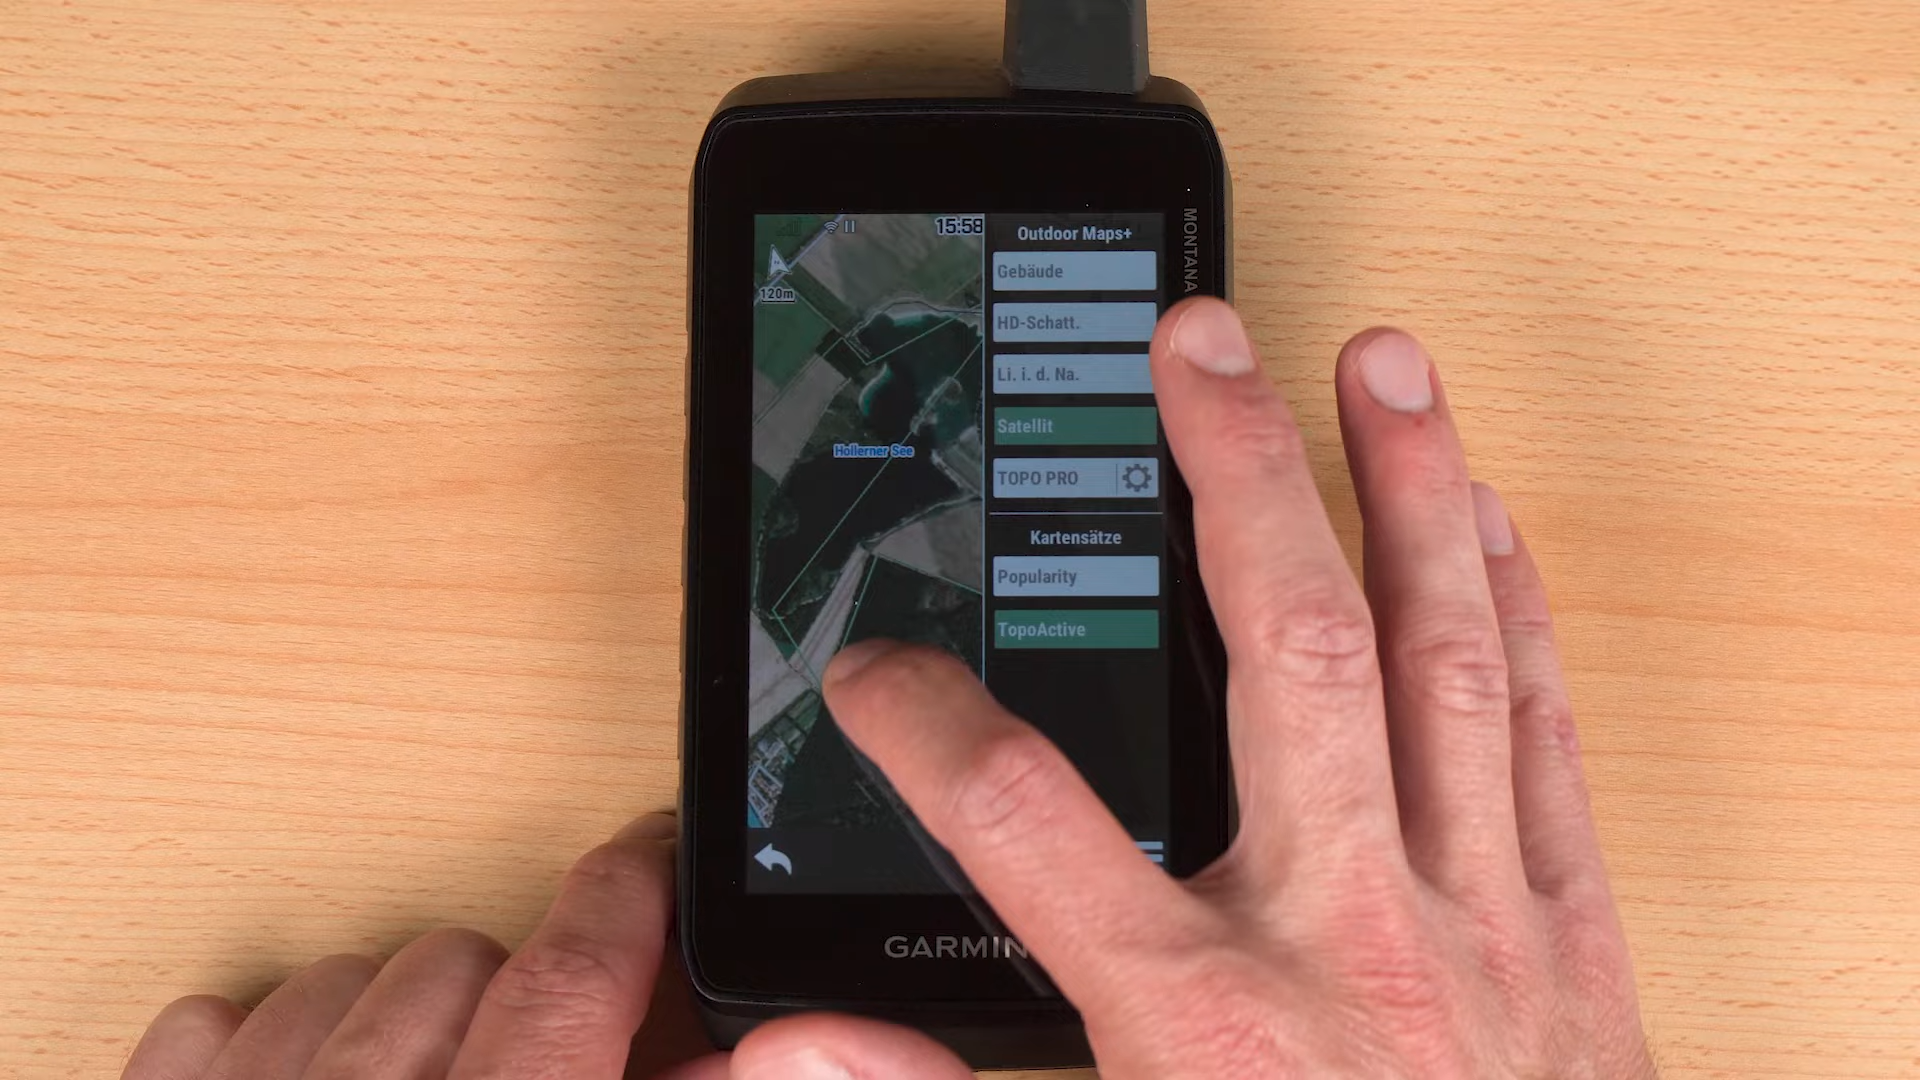 15:58
120m
Hollerner See
Outdoor Maps+
Gebäude
HD-Schatt.
Li. i. d. Na.
Satellit
TOPO PRO
Kartensätze
Popularity
TopoActive
MONTANA
GARMIN